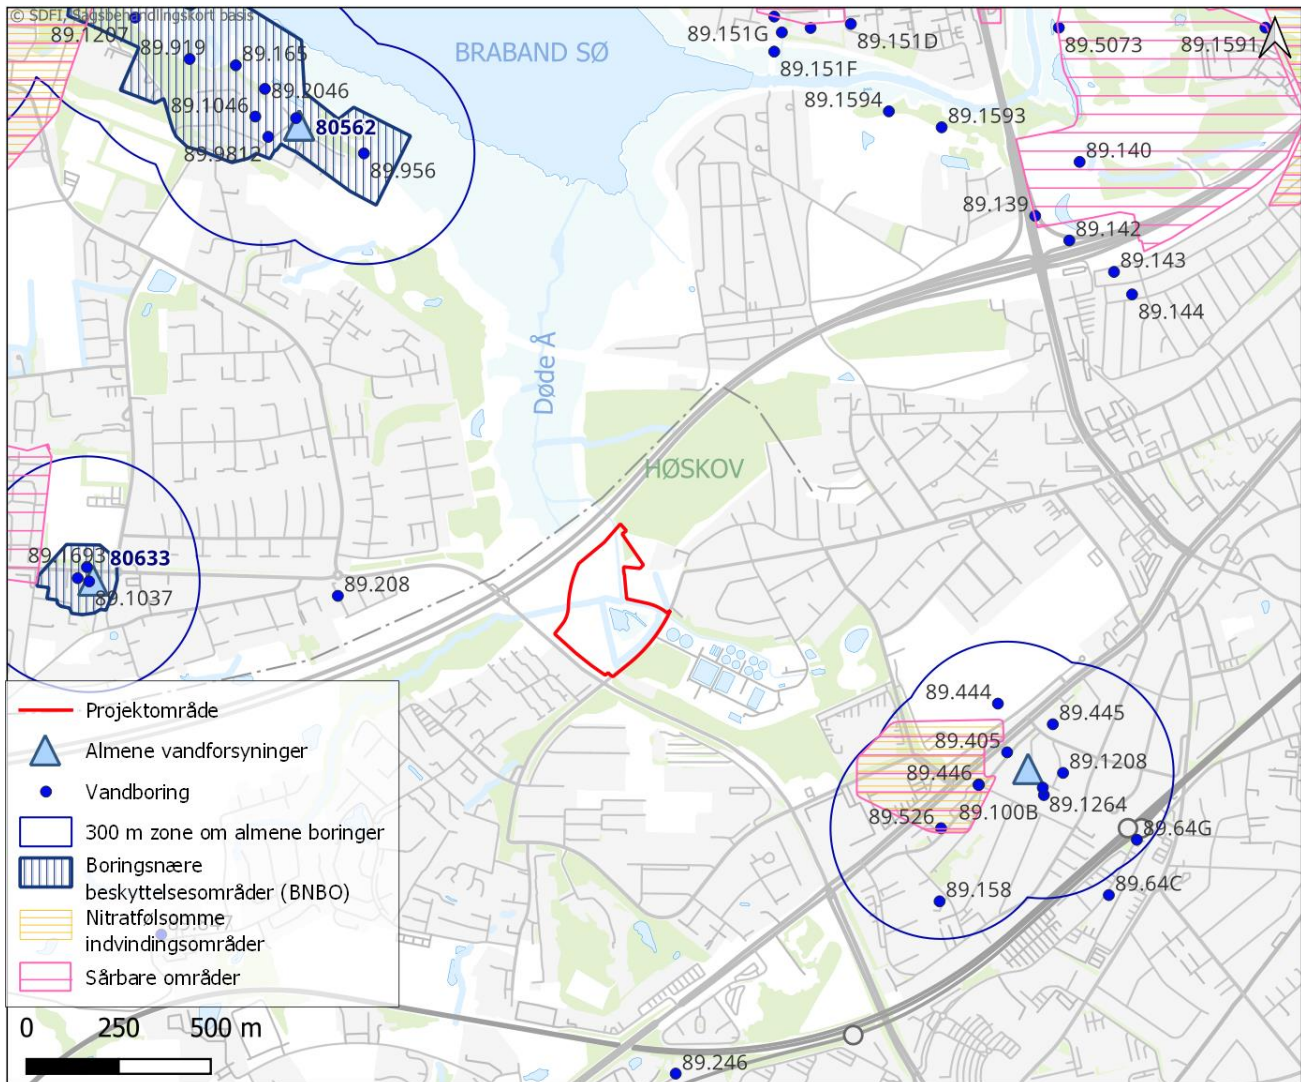 © SDFI, Sagsbehandlingskort basis
89.1207
89.919
89.165
89.2046
89.1046
80562
89.9812
89.956
BRABAND SØ
89.151G
89.151D
89.151F
89.1594
89.1593
89.5073
89.1591
89.140
89.139
89.142
89.143
89.144
Døde Å
HØSKOV
89.1693
80633
89.1037
89.208
89.444
89.445
89.405
89.1208
89.446
89.1264
89.100B
89.526
89.64G
89.158
89.64C
89.246
Projektområde
Almene vandforsyninger
Vandboring
300 m zone om almene boringer
Boringsnære
beskyttelsesområder (BNBO)
Nitratfølsomme
indvindingsområder
Sårbare områder
0 250 500 m